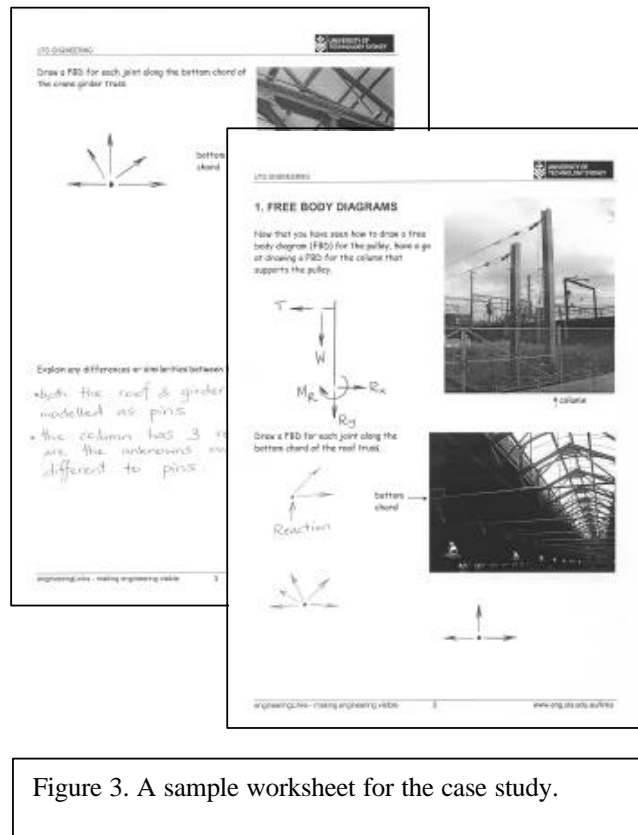 UTS ENGINEERING
UNIVERSITY OF
TECHNOLOGY SYDNEY
Draw a FBD for each joint along the bottom chord of
the crane girder truss.
bottom
chord
Explain any differences or similarities between
• both the roof & girder
modelled as pins
• the column has 3
are the unknowns
different to pins
engineeringLinks - making engineering visible
UTS ENGINEERING
UNIVERSITY OF
TECHNOLOGY SYDNEY
1. FREE BODY DIAGRAMS
Now that you have seen how to draw a free
body diagram (FBD) for the pulley, have a go
at drawing a FBD for the column that
supports the pulley.
T
W
MR
Rx
Ry
column
Draw a FBD for each joint along the
bottom chord of the roof truss.
bottom
chord
Reaction
engineeringLinks - making engineering visible
www.eng.uts.edu.au/links
Figure 3. A sample worksheet for the case study.